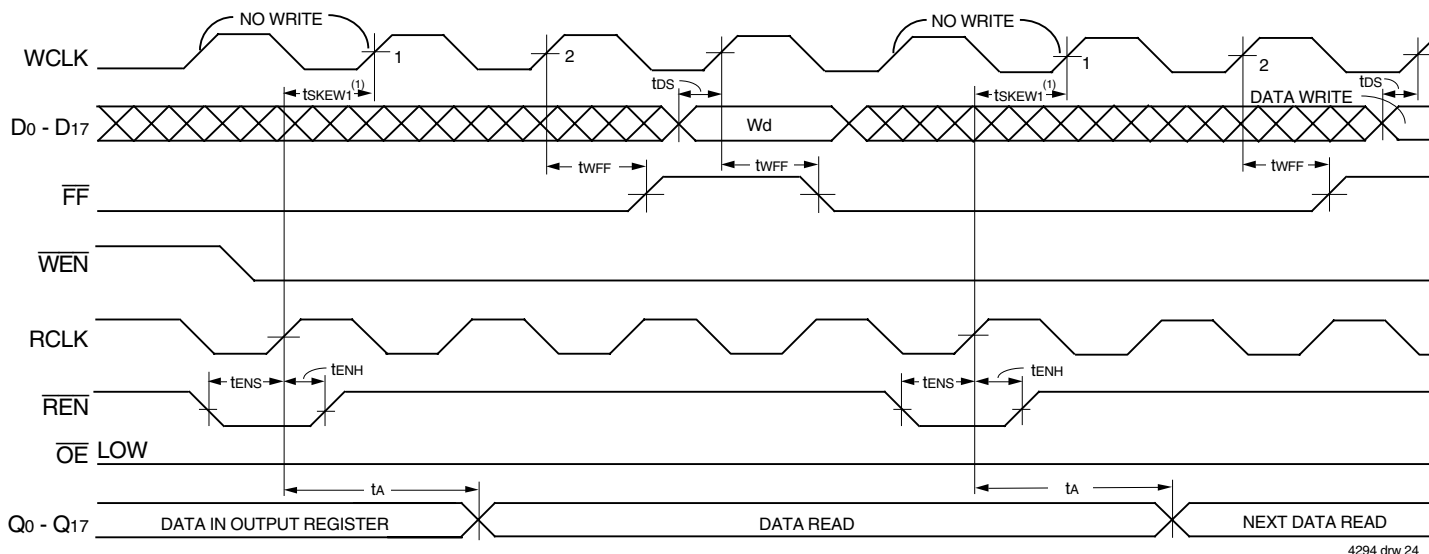 NO WRITE
NO WRITE
WCLK
1
2
1
2
tDS
tDS
tSKEW1(1)
tSKEW1(1)
DATA WRITE
D0 - D17
Wd
tWFF
tWFF
tWFF
FF
WEN
RCLK
tENS
tENH
tENS
tENH
REN
OE LOW
tA
tA
Q0 - Q17
DATA IN OUTPUT REGISTER
DATA READ
NEXT DATA READ
4294 drw 24